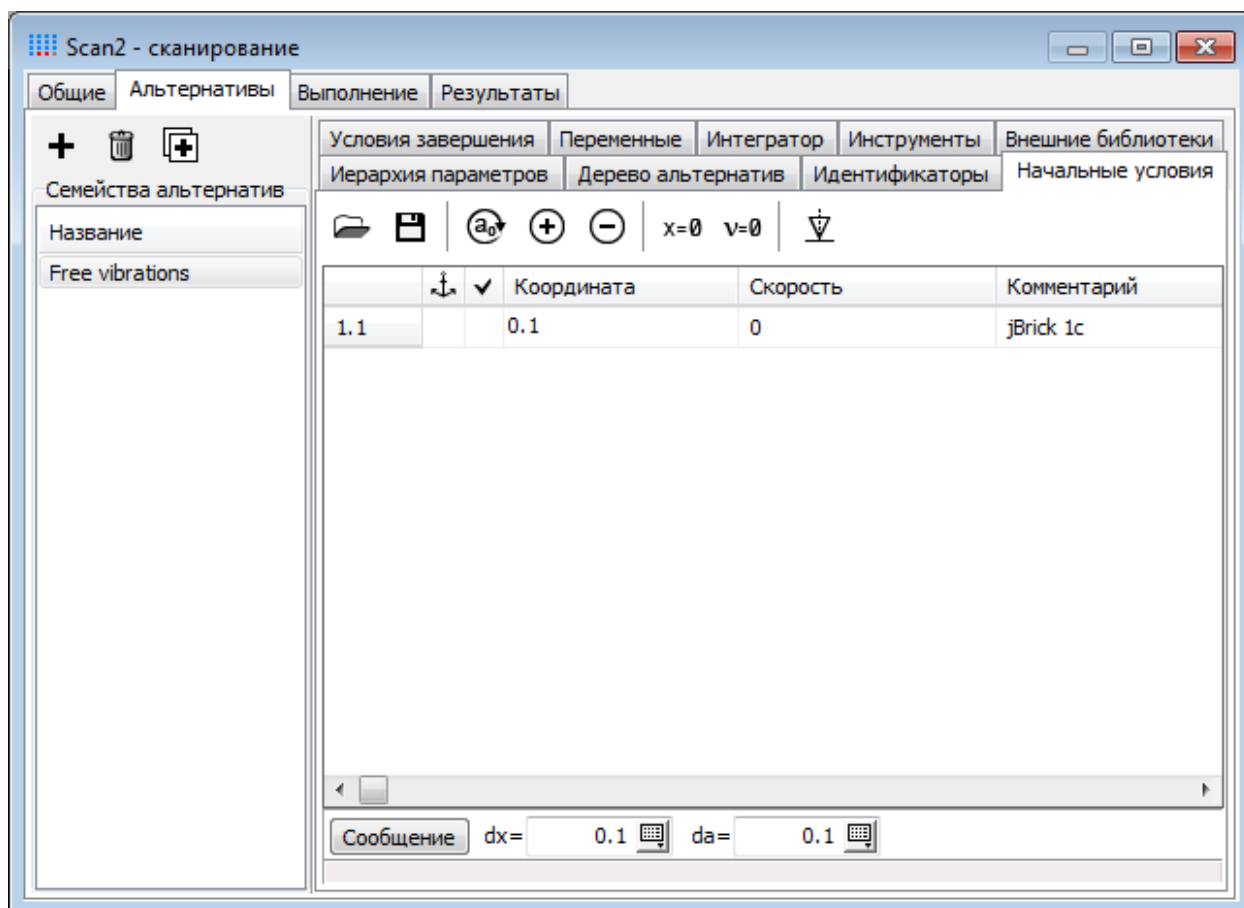 Scan2 - сканирование
Общие Альтернативы Выполнение Результаты
Условия завершения Переменные Интегратор Инструменты Внешние библиотеки
Семейства альтернатив
Иерархия параметров Дерево альтернатив Идентификаторы Начальные условия
a₀ x=0 v=0
Название
Free vibrations
Координата Скорость Комментарий
1.1 0.1 0 jBrick 1c
Сообщение dx= 0.1 da= 0.1